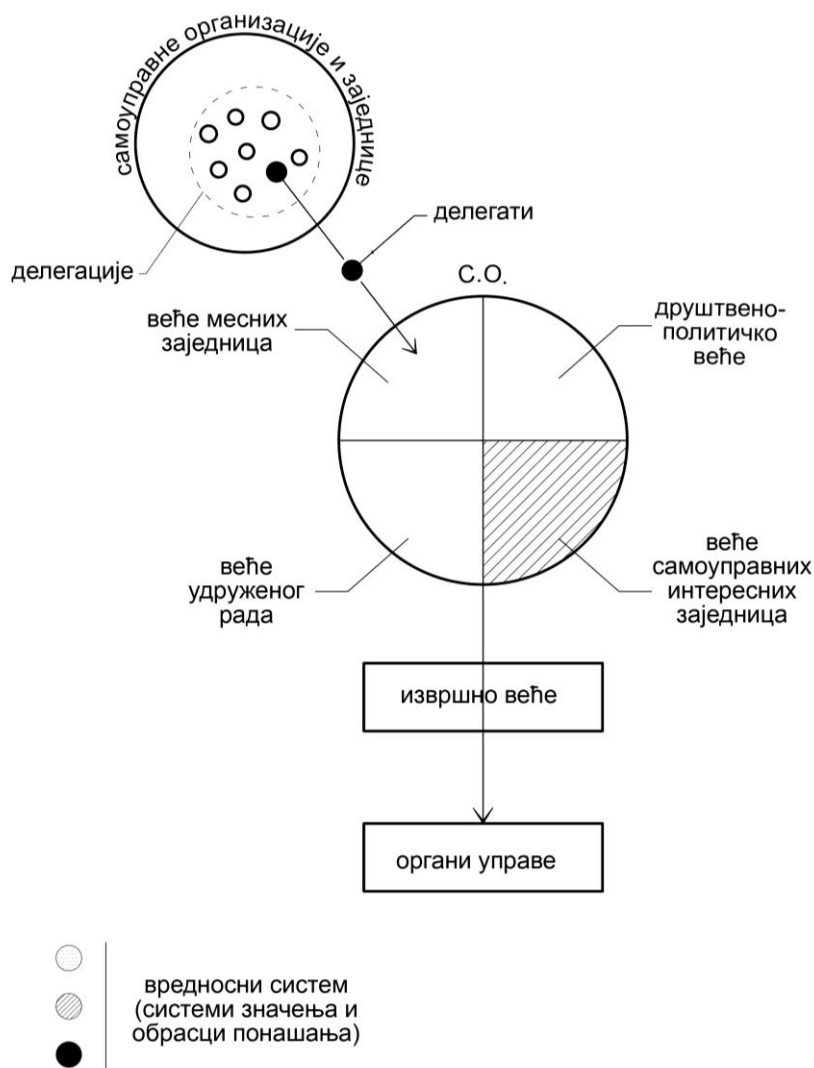 самоуправне организације и заједнице
делегати
делегације
С.О.
веће месних
заједница
друштвено-
политичко
веће
веће
удруженог
рада
веће
самоуправних
интересних
заједница
извршно веће
органи управе
вредносни систем
(системи значења и
обрасци понашања)